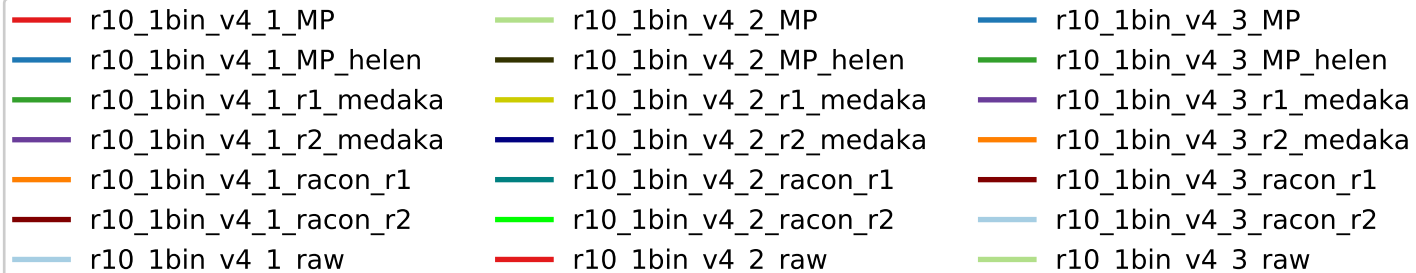 r10_1bin_v4_1_MP r10_1bin_v4_2_MP r10_1bin_v4_3_MP
r10_1bin_v4_1_MP_helen r10_1bin_v4_2_MP_helen r10_1bin_v4_3_MP_helen
r10_1bin_v4_1_r1_medaka r10_1bin_v4_2_r1_medaka r10_1bin_v4_3_r1_medaka
r10_1bin_v4_1_r2_medaka r10_1bin_v4_2_r2_medaka r10_1bin_v4_3_r2_medaka
r10_1bin_v4_1_racon_r1 r10_1bin_v4_2_racon_r1 r10_1bin_v4_3_racon_r1
r10_1bin_v4_1_racon_r2 r10_1bin_v4_2_racon_r2 r10_1bin_v4_3_racon_r2
r10_1bin_v4_1_raw r10_1bin_v4_2_raw r10_1bin_v4_3_raw